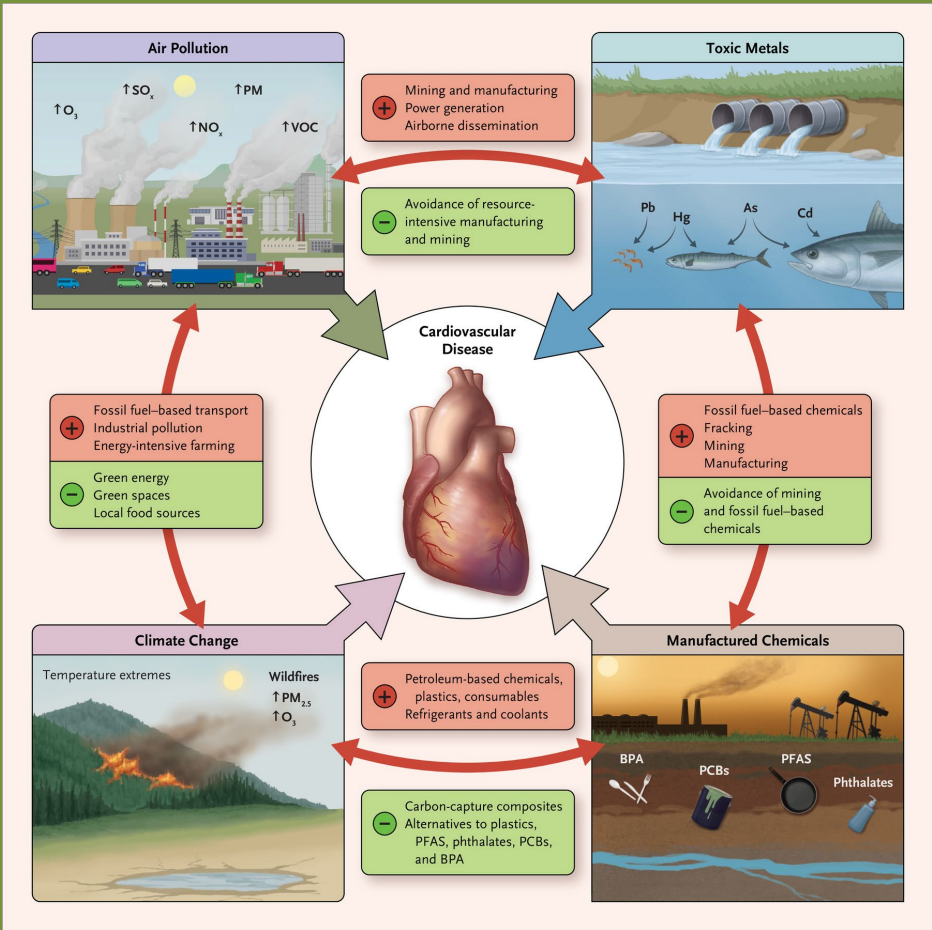 Air Pollution
↑O₃
↑SOₓ
↑PM
↑NOₓ
↑VOC
+
Mining and manufacturing
Power generation
Airborne dissemination
−
Avoidance of resource-
intensive manufacturing
and mining
Toxic Metals
Pb
Hg
As
Cd
Cardiovascular
Disease
+
Fossil fuel–based transport
Industrial pollution
Energy-intensive farming
−
Green energy
Green spaces
Local food sources
+
Fossil fuel–based chemicals
Fracking
Mining
Manufacturing
−
Avoidance of mining
and fossil fuel–based
chemicals
Climate Change
Temperature extremes
Wildfires
↑PM₂.₅
↑O₃
+
Petroleum-based chemicals,
plastics, consumables
Refrigerants and coolants
−
Carbon-capture composites
Alternatives to plastics,
PFAS, phthalates, PCBs,
and BPA
Manufactured Chemicals
BPA
PCBs
PFAS
Phthalates